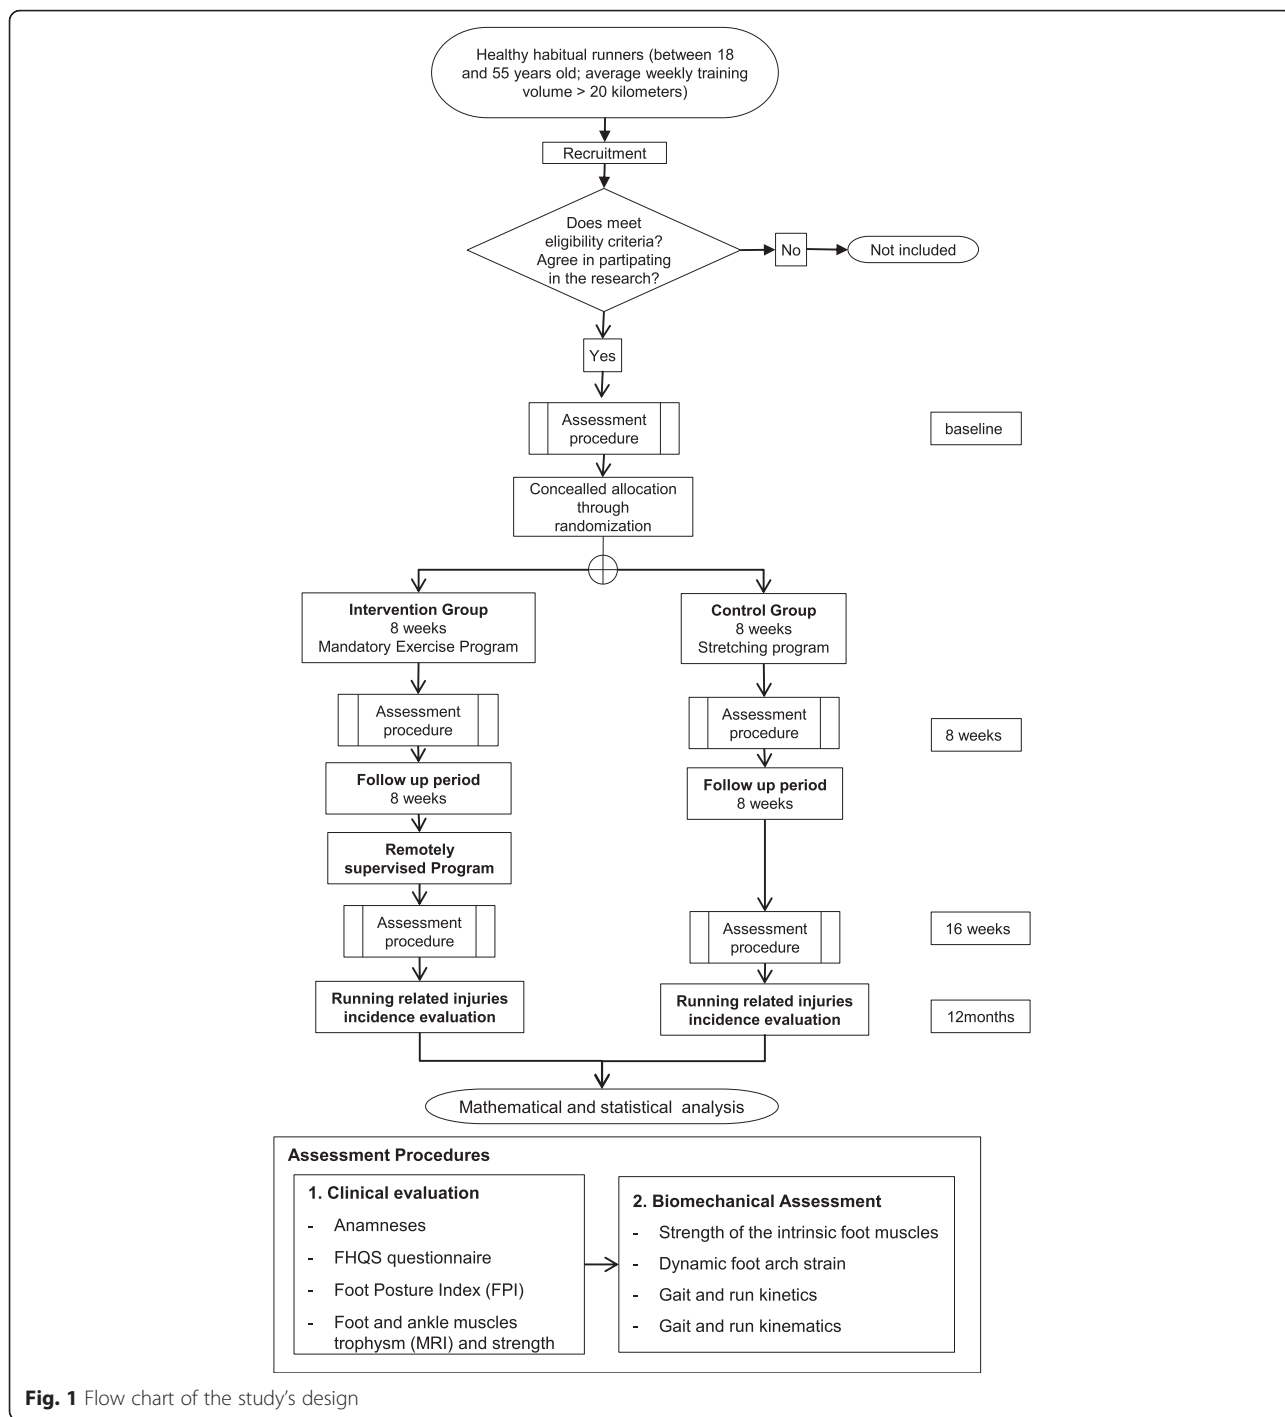 Healthy habitual runners (between 18
and 55 years old; average weekly training
volume > 20 kilometers)
Recruitment
Does meet
eligibility criteria?
Agree in partipating
in the research?
No
Not included
Yes
Assessment
procedure
baseline
Concealled allocation
through
randomization
Intervention Group
8 weeks
Mandatory Exercise Program
Control Group
8 weeks
Stretching program
Assessment
procedure
Assessment
procedure
8 weeks
Follow up period
8 weeks
Follow up period
8 weeks
Remotely
supervised Program
Assessment
procedure
Assessment
procedure
16 weeks
Running related injuries
incidence evaluation
Running related injuries
incidence evaluation
12months
Mathematical and statistical analysis
Assessment Procedures
1. Clinical evaluation
- Anamneses
- FHQS questionnaire
- Foot Posture Index (FPI)
- Foot and ankle muscles
trophysm (MRI) and strength
2. Biomechanical Assessment
- Strength of the intrinsic foot muscles
- Dynamic foot arch strain
- Gait and run kinetics
- Gait and run kinematics
Fig. 1 Flow chart of the study's design